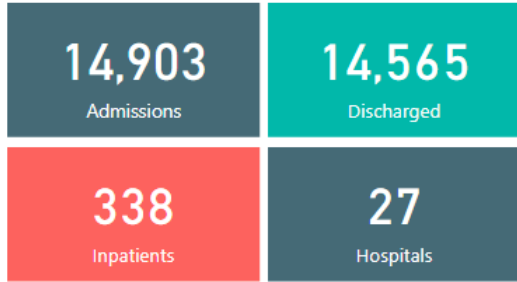 14,903
Admissions
14,565
Discharged
338
Inpatients
27
Hospitals